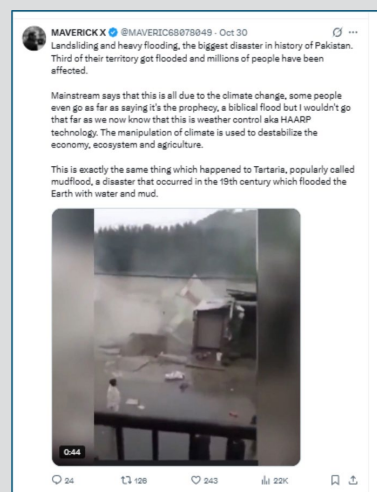 MAVERICK X @MAVERIC68078049 · Oct 30
Landsliding and heavy flooding, the biggest disaster in history of Pakistan.
Third of their territory got flooded and millions of people have been
affected.
Mainstream says that this is all due to the climate change, some people
even go as far as saying it's the prophecy, a biblical flood but I wouldn't go
that far as we now know that this is weather control aka HAARP
technology. The manipulation of climate is used to destabilize the
economy, ecosystem and agriculture.
This is exactly the same thing which happened to Tartaria, popularly called
mudflood, a disaster that occurred in the 19th century which flooded the
Earth with water and mud.
0:44
24 126 243 22K